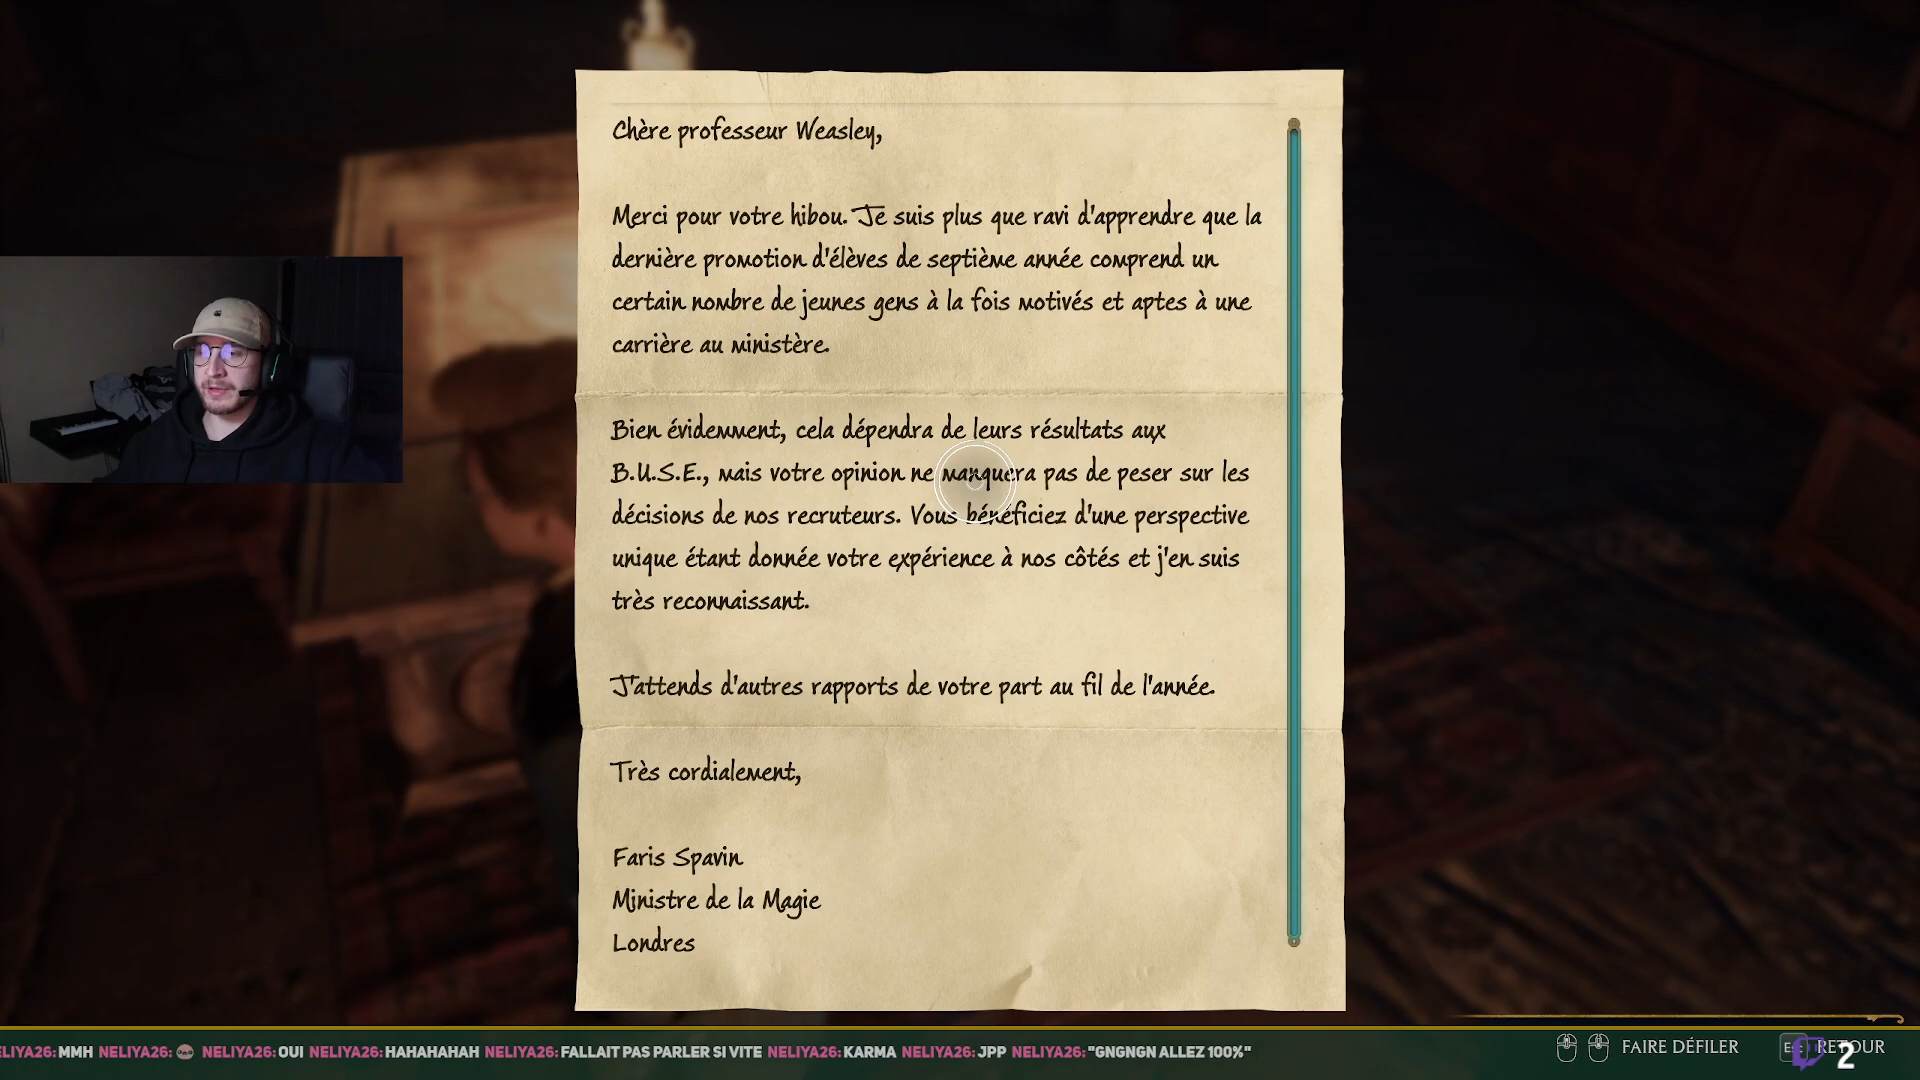 Chère professeur Weasley,
Merci pour votre hibou. Je suis plus que ravi d'apprendre que la
dernière promotion d'élèves de septième année comprend un
certain nombre de jeunes gens à la fois motivés et aptes à une
carrière au ministère.
Bien évidemment, cela dépendra de leurs résultats aux
B.U.S.E., mais votre opinion ne manquera pas de peser sur les
décisions de nos recruteurs. Vous bénéficiez d'une perspective
unique étant donnée votre expérience à nos côtés et j'en suis
très reconnaissant.
J'attends d'autres rapports de votre part au fil de l'année.
Très cordialement,
Faris Spavin
Ministre de la Magie
Londres
ELIYA26: MMH NELIYA26: NELIYA26: OUI NELIYA26: HAHAHAHAH NELIYA26: FALLAIT PAS PARLER SI VITE NELIYA26: KARMA NELIYA26: JPP NELIYA26: "GNGNGN ALLEZ 100%"
FAIRE DÉFILER
RETOUR
2